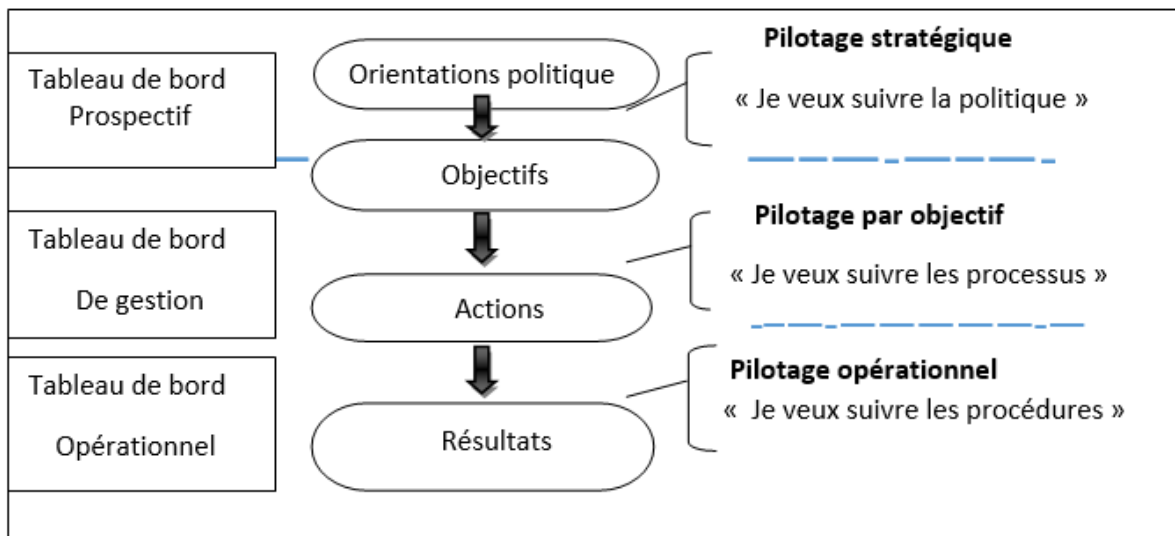 Tableau de bord
Prospectif
Tableau de bord
De gestion
Tableau de bord
Opérationnel
Orientations politique
Objectifs
Actions
Résultats
Pilotage stratégique
« Je veux suivre la politique »
Pilotage par objectif
« Je veux suivre les processus »
Pilotage opérationnel
« Je veux suivre les procédures »